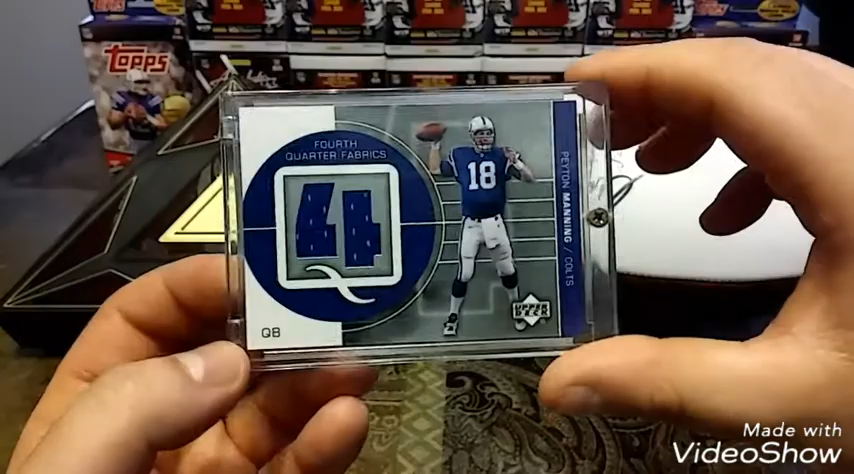 TOPPS
FOURTH
QUARTER FABRICS
4
Q
18
PEYTON MANNING / COLTS
UPPER
DECK
QB
Made with
VideoShow